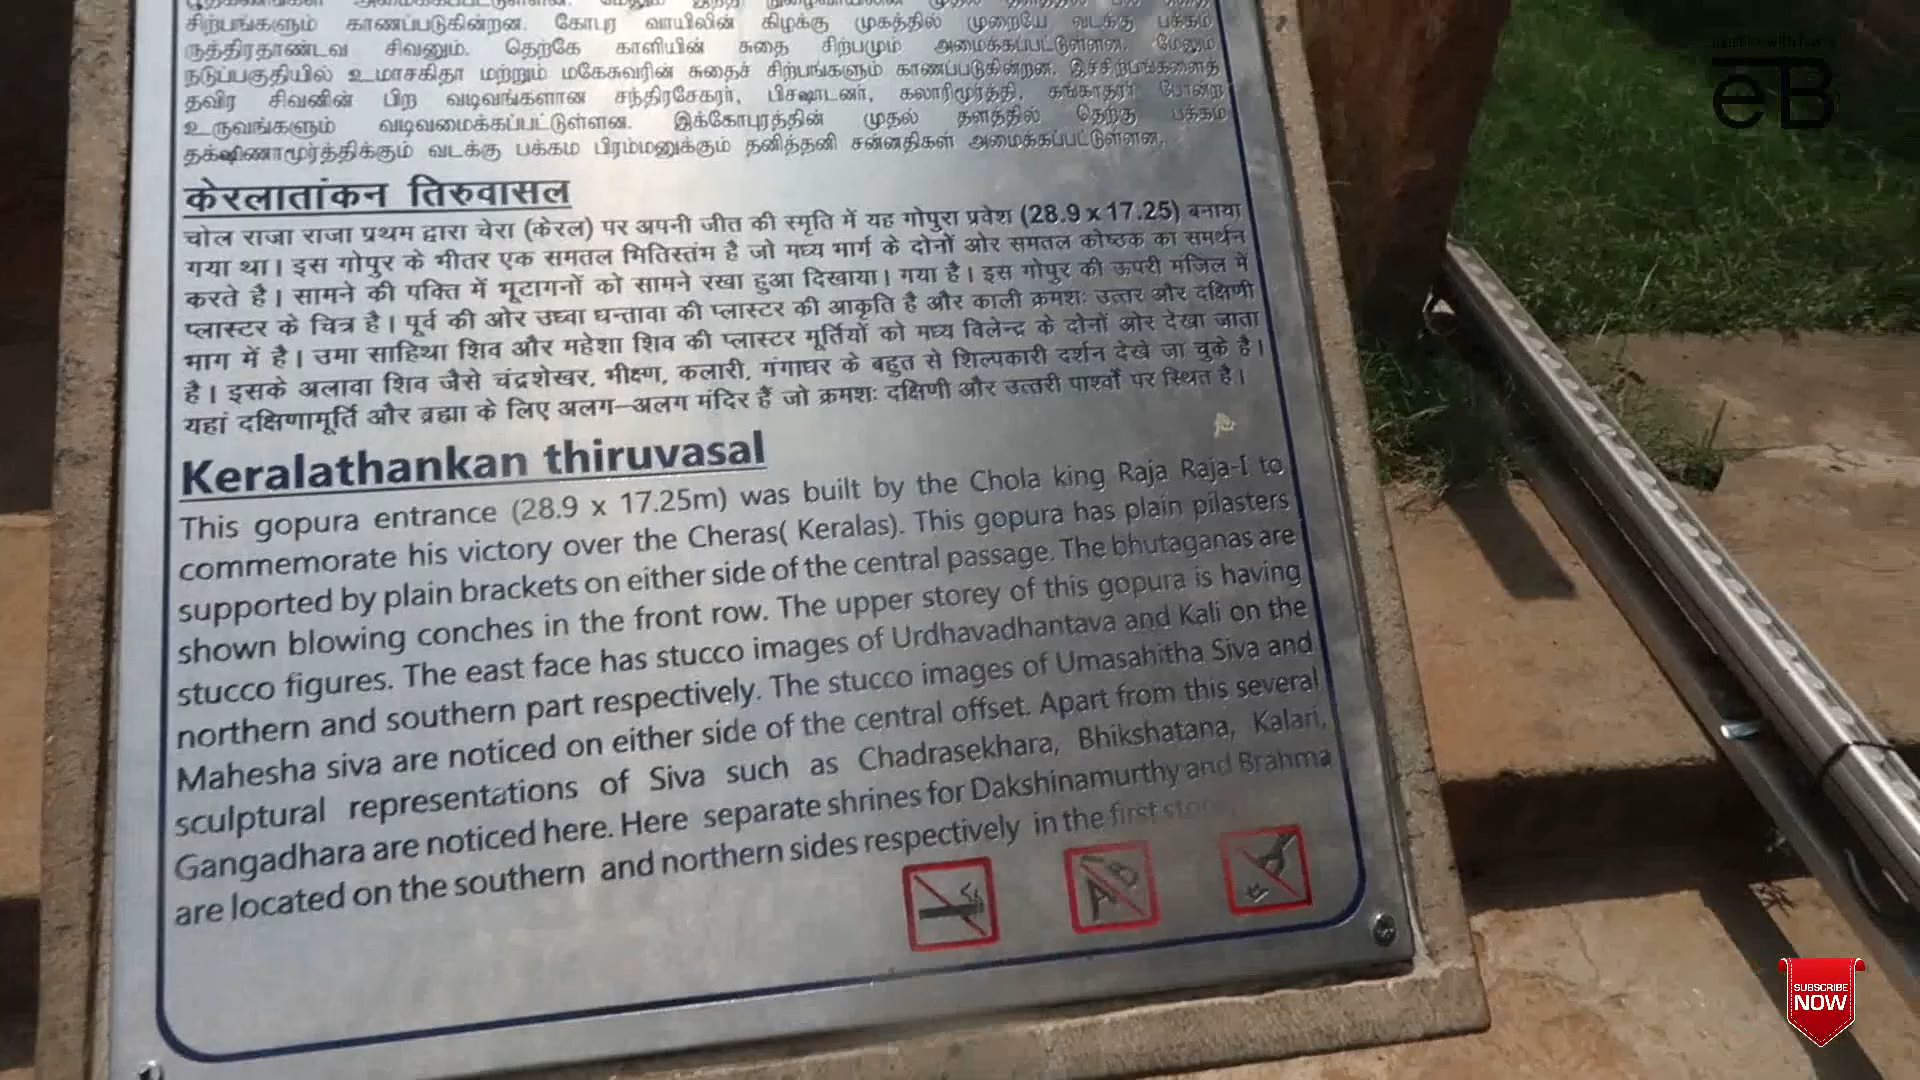 சிற்பங்களும் காணப்படுகின்றன. கோபுர வாயிலின் கிழக்கு முகத்தில் முறையே வடக்கு பக்கம்
ருத்திரதாண்டவ சிவனும். தெற்கே காளியின் சுதை சிற்பமும் அமைக்கப்பட்டுள்ளன. மேலும்
நடுப்பகுதியில் உமாசகிதா மற்றும் மகேசுவரின் சுதைச் சிற்பங்களும் காணப்படுகின்றன. இச்சிற்பங்களைத்
தவிர சிவனின் பிற வடிவங்களான சந்திரசேகரர், பிசஷாடனர், கலாரிமூர்த்தி, கங்காதரர் போன்ற
உருவங்களும் வடிவமைக்கப்பட்டுள்ளன. இக்கோபுரத்தின் முதல் தளத்தில் தெற்கு பக்கம்
தக்ஷிணாமூர்த்திக்கும் வடக்கு பக்கம பிரம்மனுக்கும் தனித்தனி சன்னதிகள் அமைக்கப்பட்டுள்ளன.
केरलातांकन तिरुवासल
चोल राजा राजा प्रथम द्वारा चेरा (केरल) पर अपनी जीत की स्मृति में यह गोपुरा प्रवेश (28.9 x 17.25) बनाया
गया था। इस गोपुर के भीतर एक समतल मितिस्तंम है जो मध्य भार्ग के दोनों ओर समतल कोष्ठक का समर्थन
करते है। सामने की पक्ति में भूटागनों को सामने रखा हुआ दिखाया। गया है। इस गोपुर की ऊपरी मंजिल में
प्लास्टर के चित्र है। पूर्व की ओर उध्वा धन्तावा की प्लास्टर की आकृति है और काली क्रमशः उत्तर और दक्षिणी
भाग में है। उमा साहिथा शिव और महेशा शिव की प्लास्टर मूर्तियों को मध्य विलेन्द्र के दोनों ओर देखा जाता
है। इसके अलावा शिव जैसे चंद्रशेखर, भीक्षण, कलारी, गंगाधर के बहुत से शिल्पकारी दर्शन देखे जा चुके है।
यहां दक्षिणामूर्ति और ब्रह्मा के लिए अलग–अलग मंदिर हैं जो क्रमशः दक्षिणी और उत्तरी पार्श्वों पर स्थित है।
Keralathankan thiruvasal
This gopura entrance (28.9 x 17.25m) was built by the Chola king Raja Raja-I to
commemorate his victory over the Cheras( Keralas). This gopura has plain pilasters
supported by plain brackets on either side of the central passage. The bhutaganas are
shown blowing conches in the front row. The upper storey of this gopura is having
stucco figures. The east face has stucco images of Urdhavadhantava and Kali on the
northern and southern part respectively. The stucco images of Umasahitha Siva and
Mahesha siva are noticed on either side of the central offset. Apart from this several
sculptural representations of Siva such as Chadrasekhara, Bhikshatana, Kalari,
Gangadhara are noticed here. Here separate shrines for Dakshinamurthy and Brahma
are located on the southern and northern sides respectively in the first
eB
SUBSCRIBE
NOW